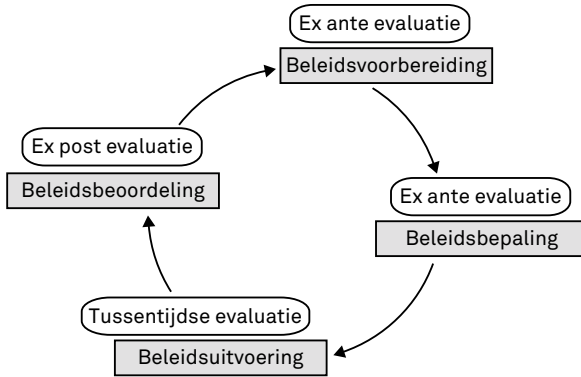 Ex ante evaluatie
Beleidsvoorbereiding
Ex post evaluatie
Beleidsbeoordeling
Ex ante evaluatie
Beleidsbepaling
Tussentijdse evaluatie
Beleidsuitvoering